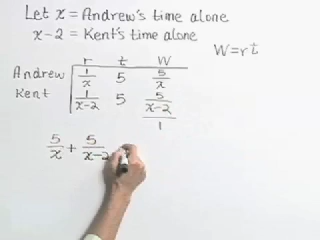 Let x = Andrew's time alone
x-2 = Kent's time alone
W=rt
r t W
Andrew 1/x 5 5/x
Kent 1/x-2 5 5/x-2
1
5/x + 5/x-2